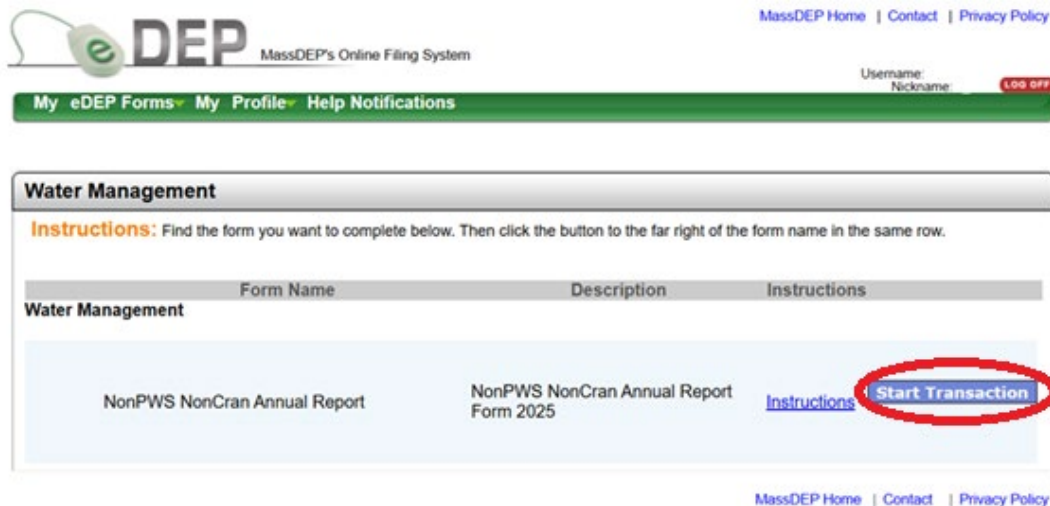 MassDEP Home | Contact | Privacy Policy
eDEP MassDEP's Online Filing System
Username:
Nickname: LOG OFF
My eDEP Forms My Profile Help Notifications
Water Management
Instructions: Find the form you want to complete below. Then click the button to the far right of the form name in the same row.
Form Name Description Instructions
Water Management
NonPWS NonCran Annual Report NonPWS NonCran Annual Report Form 2025 Instructions Start Transaction
MassDEP Home | Contact | Privacy Policy